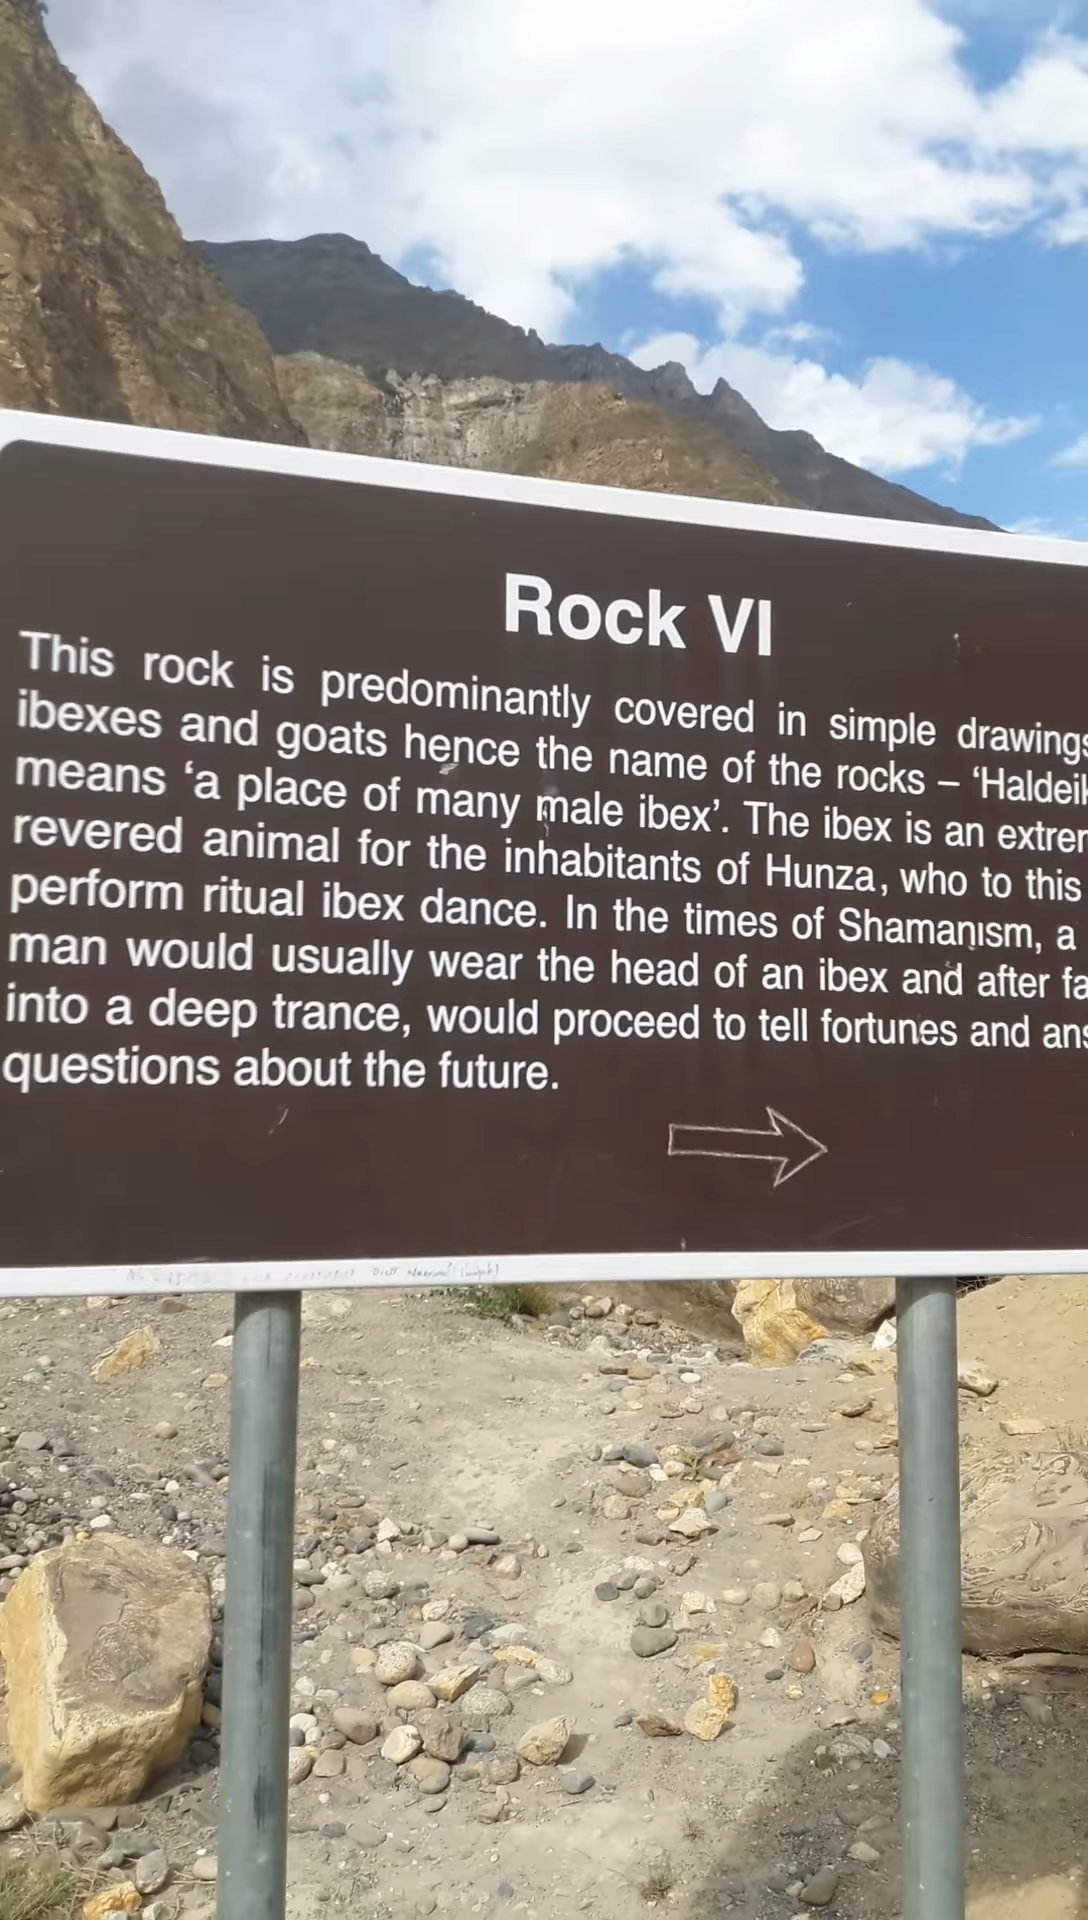 Rock VI
This rock is predominantly covered in simple drawings
ibexes and goats hence the name of the rocks – ‘Haldeik
means ‘a place of many male ibex’. The ibex is an extrem
revered animal for the inhabitants of Hunza, who to this
perform ritual ibex dance. In the times of Shamanism, a
man would usually wear the head of an ibex and after fa
into a deep trance, would proceed to tell fortunes and ans
questions about the future.